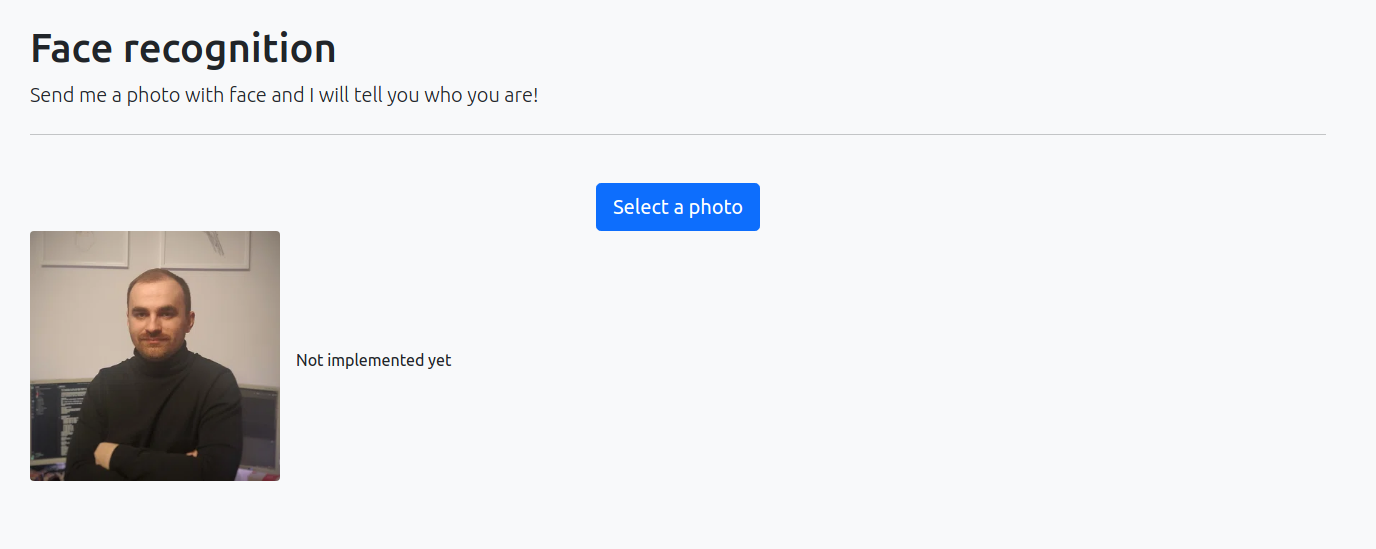 Face recognition
Send me a photo with face and I will tell you who you are!
Select a photo
Not implemented yet